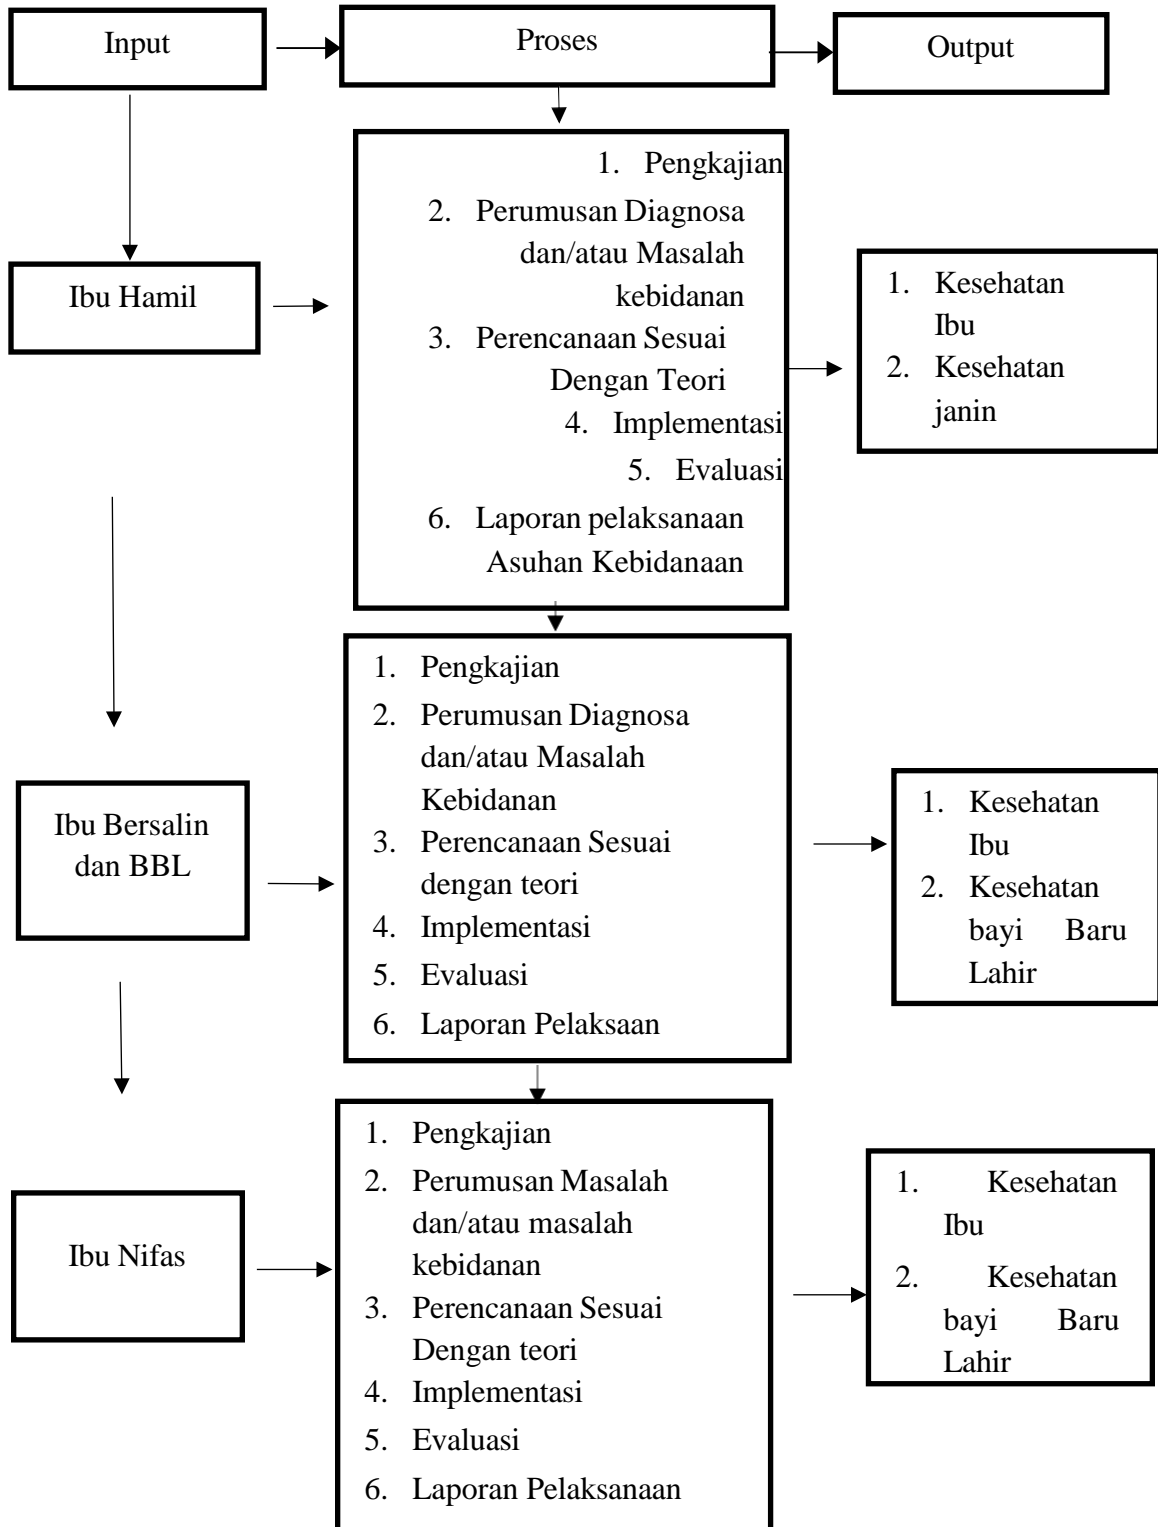 Input
Proses
Output
1. Pengkajian
2. Perumusan Diagnosa
dan/atau Masalah
kebidanan
3. Perencanaan Sesuai
Dengan Teori
4. Implementasi
5. Evaluasi
6. Laporan pelaksanaan
Asuhan Kebidanaan
Ibu Hamil
1. Kesehatan
Ibu
2. Kesehatan
janin
1. Pengkajian
2. Perumusan Diagnosa
dan/atau Masalah
Kebidanan
3. Perencanaan Sesuai
dengan teori
4. Implementasi
5. Evaluasi
6. Laporan Pelaksaan
Ibu Bersalin
dan BBL
1. Kesehatan
Ibu
2. Kesehatan
bayi Baru
Lahir
1. Pengkajian
2. Perumusan Masalah
dan/atau masalah
kebidanan
3. Perencanaan Sesuai
Dengan teori
4. Implementasi
5. Evaluasi
6. Laporan Pelaksanaan
Ibu Nifas
1. Kesehatan
Ibu
2. Kesehatan
bayi Baru
Lahir